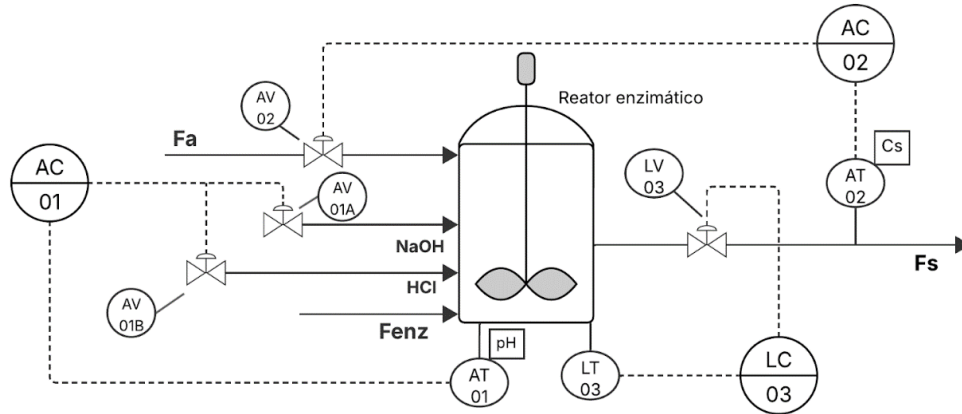 AC
02
AV
02
Reator enzimático
Fa
Cs
AC
01
LV
03
AT
02
AV
01A
NaOH
Fs
HCl
AV
01B
Fenz
pH
AT
01
LT
03
LC
03